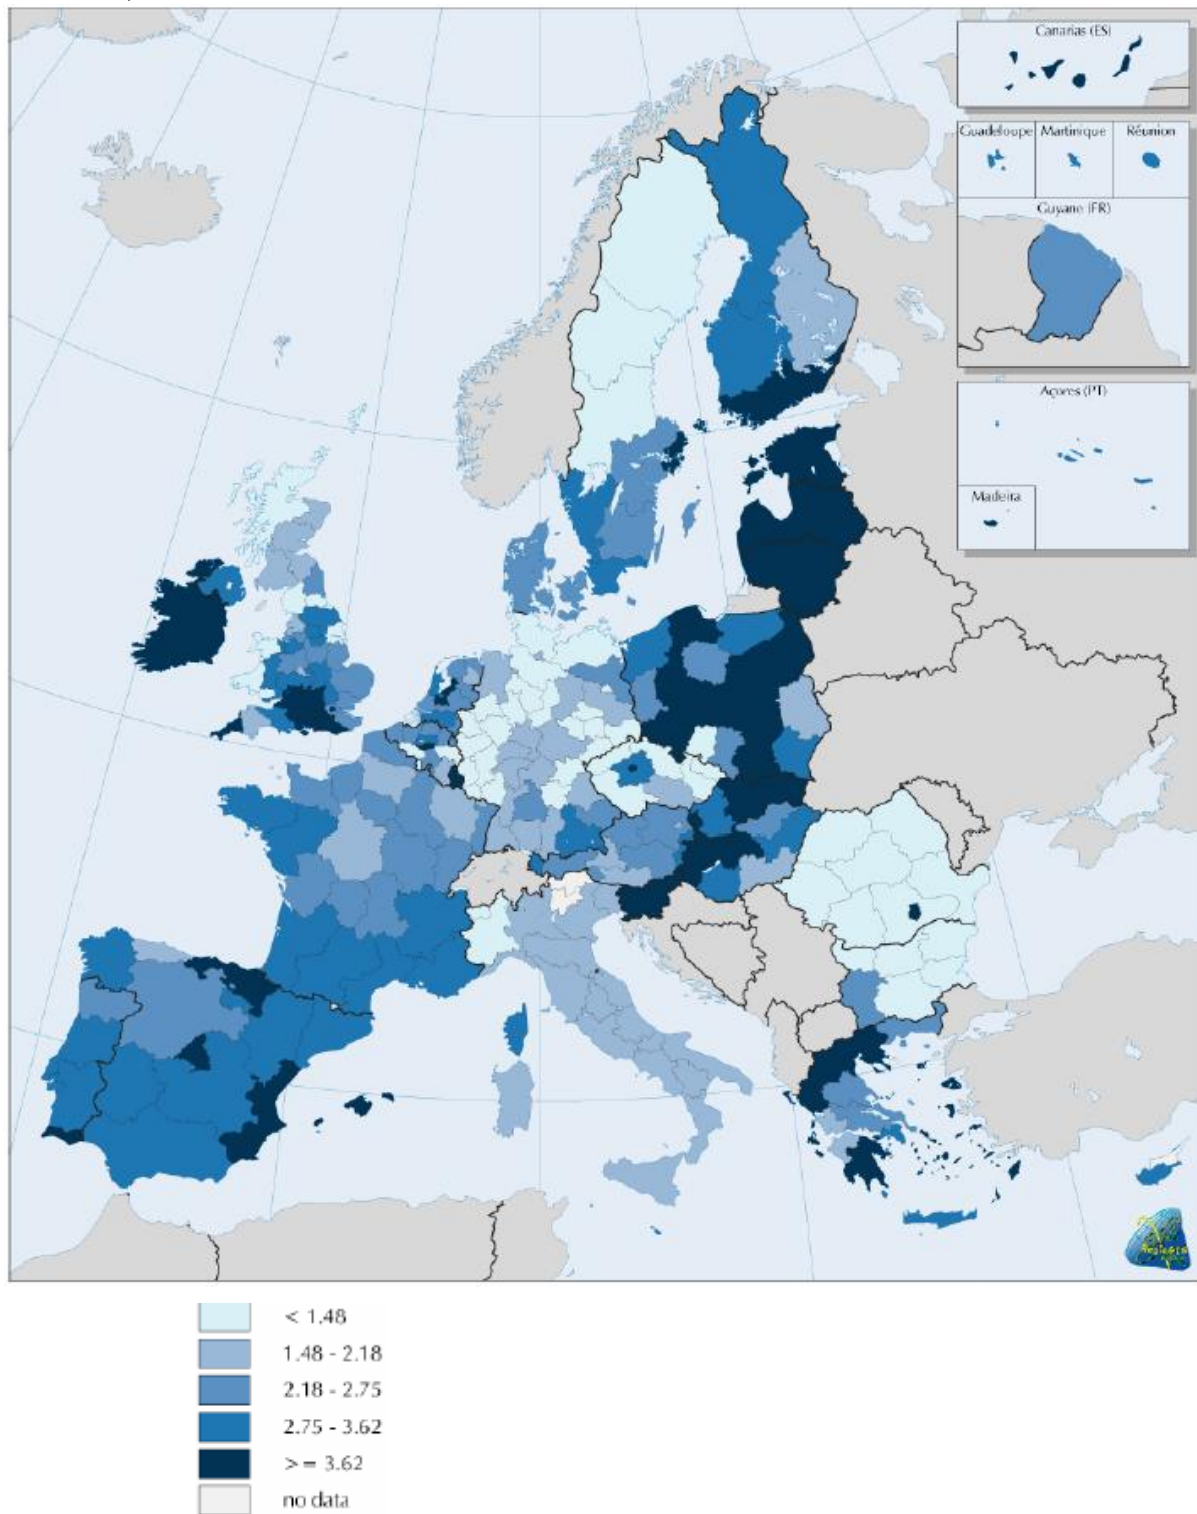 Canarias (ES)
Guadeloupe
Martinique
Réunion
Guyane (FR)
Açores (PT)
Madeira
< 1.48
1.48 - 2.18
2.18 - 2.75
2.75 - 3.62
> = 3.62
no data